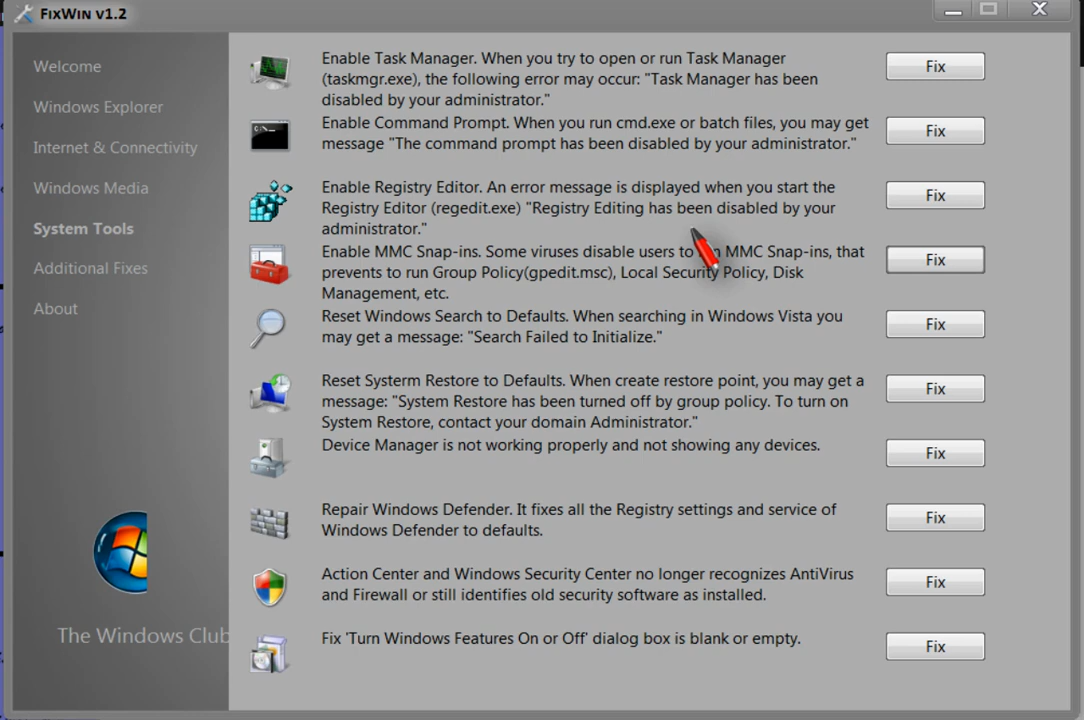 FixWin v1.2
Welcome
Windows Explorer
Internet & Connectivity
Windows Media
System Tools
Additional Fixes
About
The Windows Club
Enable Task Manager. When you try to open or run Task Manager
(taskmgr.exe), the following error may occur: "Task Manager has been
disabled by your administrator."
Fix
Enable Command Prompt. When you run cmd.exe or batch files, you may get
message "The command prompt has been disabled by your administrator."
Fix
Enable Registry Editor. An error message is displayed when you start the
Registry Editor (regedit.exe) "Registry Editing has been disabled by your
administrator."
Fix
Enable MMC Snap-ins. Some viruses disable users to run MMC Snap-ins, that
prevents to run Group Policy(gpedit.msc), Local Security Policy, Disk
Management, etc.
Fix
Reset Windows Search to Defaults. When searching in Windows Vista you
may get a message: "Search Failed to Initialize."
Fix
Reset Systerm Restore to Defaults. When create restore point, you may get a
message: "System Restore has been turned off by group policy. To turn on
System Restore, contact your domain Administrator."
Fix
Device Manager is not working properly and not showing any devices.
Fix
Repair Windows Defender. It fixes all the Registry settings and service of
Windows Defender to defaults.
Fix
Action Center and Windows Security Center no longer recognizes AntiVirus
and Firewall or still identifies old security software as installed.
Fix
Fix 'Turn Windows Features On or Off' dialog box is blank or empty.
Fix